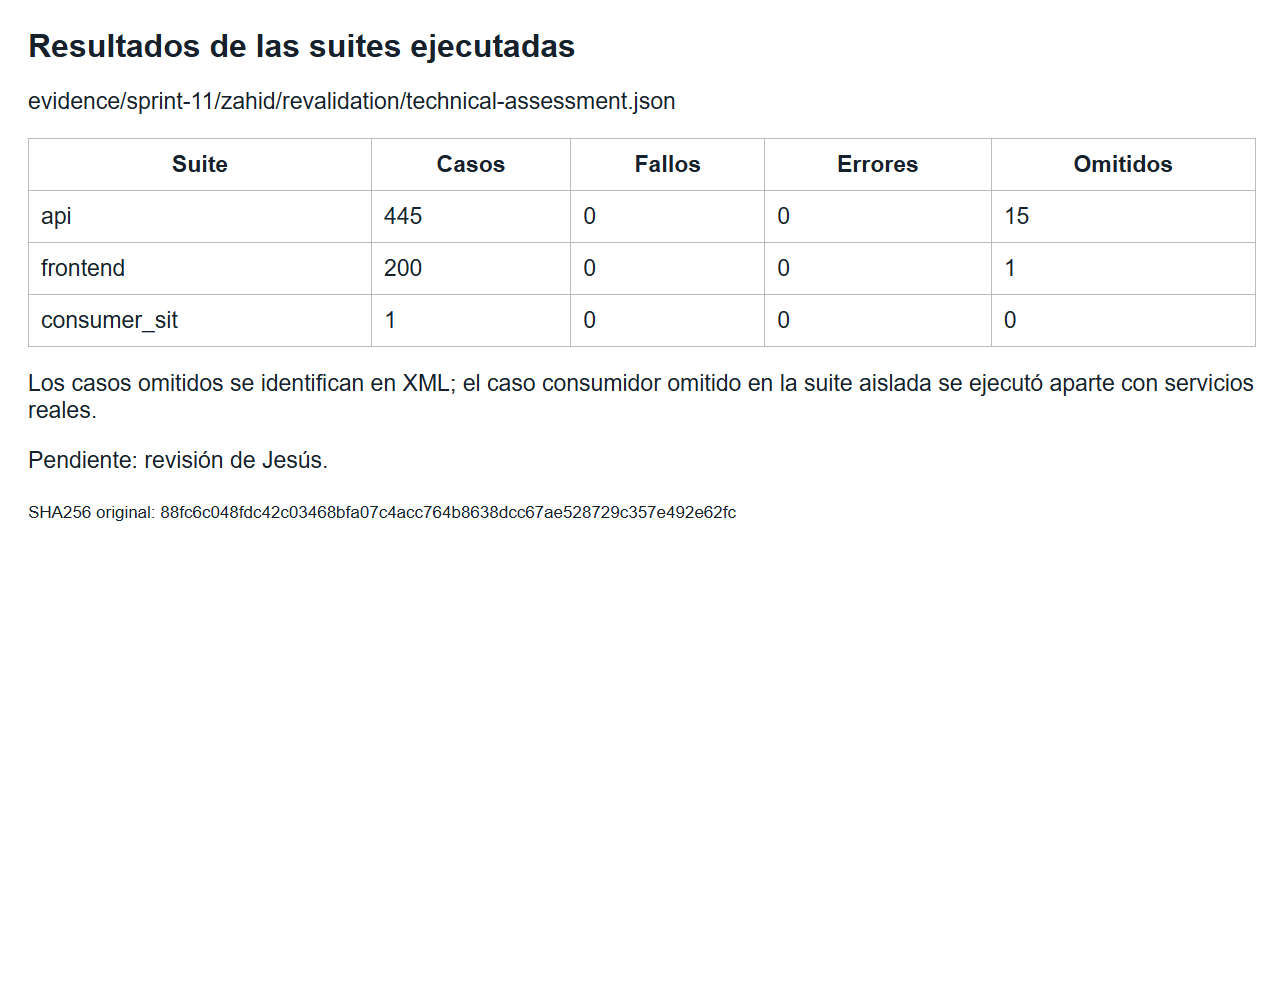 Resultados de las suites ejecutadas
evidence/sprint-11/zahid/revalidation/technical-assessment.json
Suite Casos Fallos Errores Omitidos
api 445 0 0 15
frontend 200 0 0 1
consumer_sit 1 0 0 0
Los casos omitidos se identifican en XML; el caso consumidor omitido en la suite aislada se ejecutó aparte con servicios
reales.
Pendiente: revisión de Jesús.
SHA256 original: 88fc6c048fdc42c03468bfa07c4acc764b8638dcc67ae528729c357e492e62fc